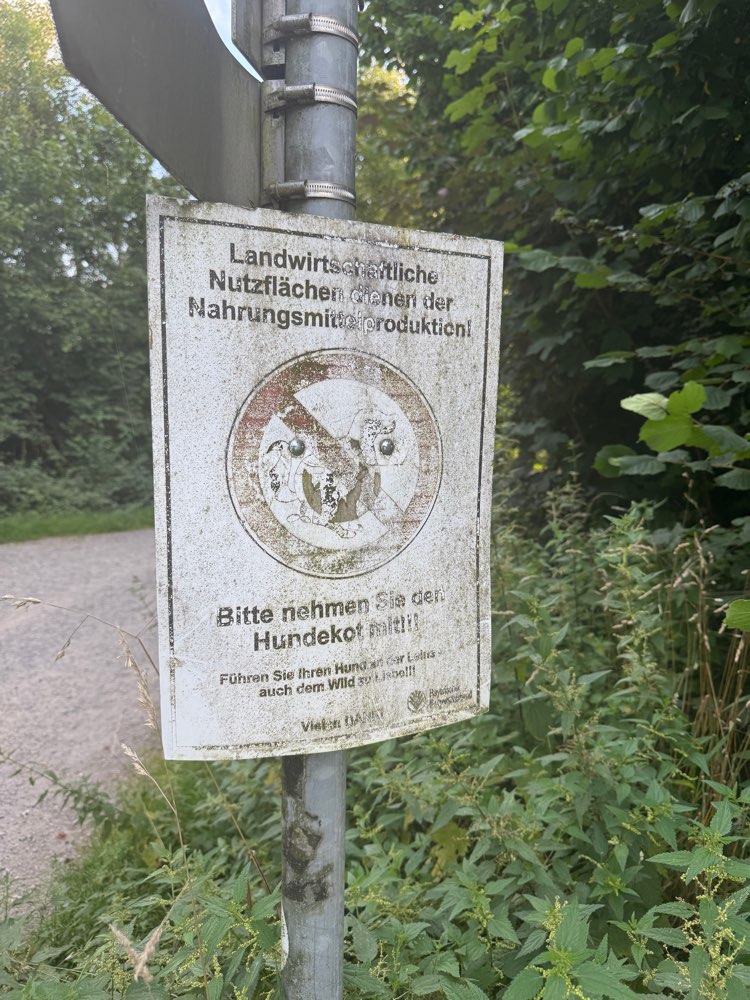 Landwirtschaftliche
Nutzflächen dienen der
Nahrungsmittelproduktion!
Bitte nehmen Sie den
Hundekot mit!!!
Führen Sie Ihren Hund an der Leine -
auch dem Wild zu Liebe!!!
Vielen DANK!